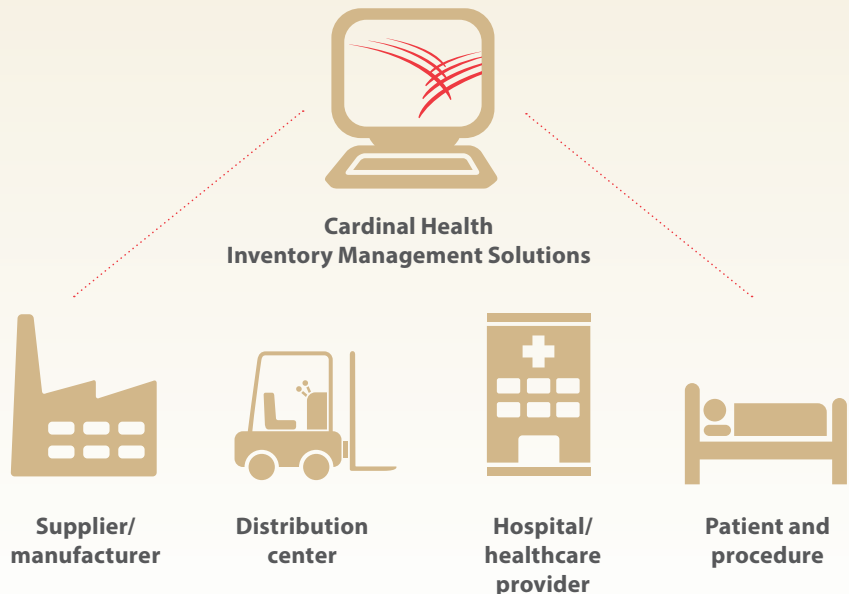 Cardinal Health
Inventory Management Solutions
Supplier/
manufacturer
Distribution
center
Hospital/
healthcare
provider
Patient and
procedure